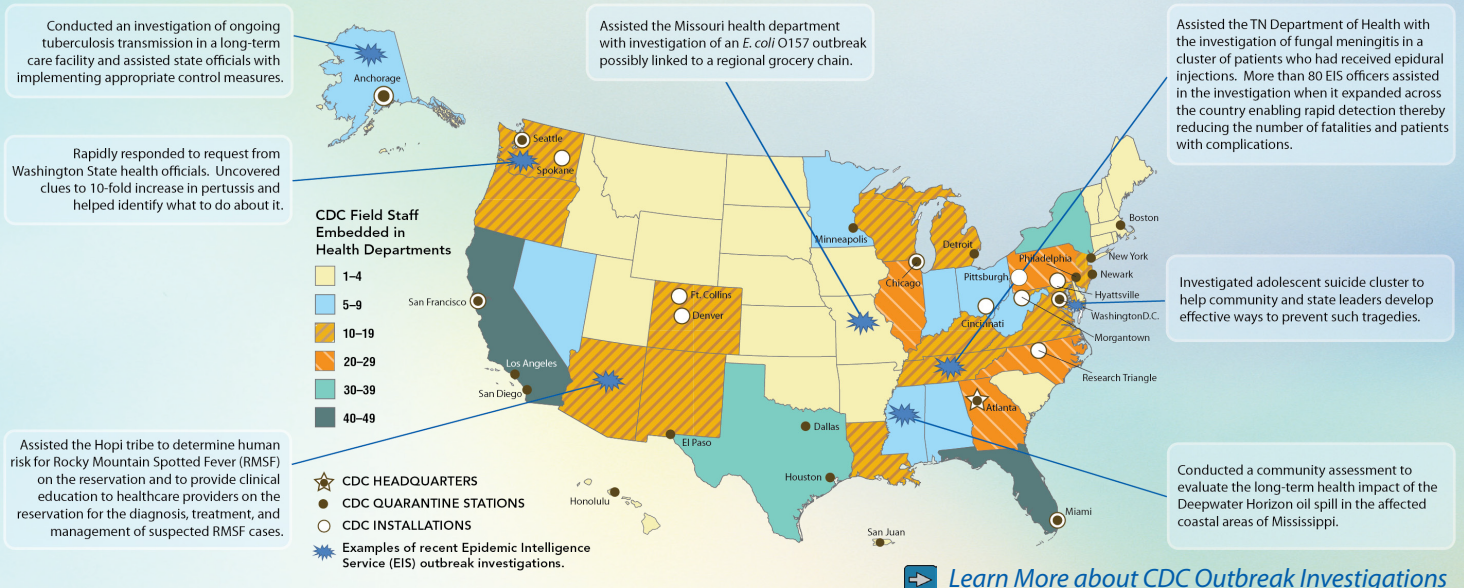 Conducted an investigation of ongoing
tuberculosis transmission in a long-term
care facility and assisted state officials with
implementing appropriate control measures.
Anchorage
Assisted the Missouri health department
with investigation of an E. coli O157 outbreak
possibly linked to a regional grocery chain.
Assisted the TN Department of Health with
the investigation of fungal meningitis in a
cluster of patients who had received epidural
injections. More than 80 EIS officers assisted
in the investigation when it expanded across
the country enabling rapid detection thereby
reducing the number of fatalities and patients
with complications.
Rapidly responded to request from
Washington State health officials. Uncovered
clues to 10-fold increase in pertussis and
helped identify what to do about it.
Seattle
Spokane
CDC Field Staff
Embedded in
Health Departments
1–4
5–9
10–19
20–29
30–39
40–49
Minneapolis
Detroit
Chicago
Boston
New York
Philadelphia
Newark
Pittsburgh
Hyattsville
Washington D.C.
Cincinnati
Morgantown
Research Triangle
San Francisco
Ft. Collins
Denver
Los Angeles
San Diego
Investigated adolescent suicide cluster to
help community and state leaders develop
effective ways to prevent such tragedies.
Atlanta
Dallas
El Paso
Houston
Miami
Honolulu
San Juan
Assisted the Hopi tribe to determine human
risk for Rocky Mountain Spotted Fever (RMSF)
on the reservation and to provide clinical
education to healthcare providers on the
reservation for the diagnosis, treatment, and
management of suspected RMSF cases.
CDC HEADQUARTERS
CDC QUARANTINE STATIONS
CDC INSTALLATIONS
Examples of recent Epidemic Intelligence
Service (EIS) outbreak investigations.
Conducted a community assessment to
evaluate the long-term health impact of the
Deepwater Horizon oil spill in the affected
coastal areas of Mississippi.
Learn More about CDC Outbreak Investigations